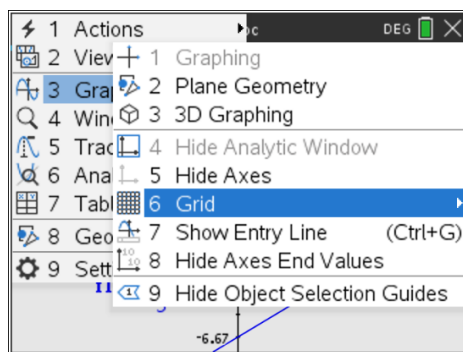 1 Actions
DEG
2 View
1 Graphing
2 Plane Geometry
3 Gra
3 3D Graphing
4 Win
5 Trac
4 Hide Analytic Window
6 Ana
5 Hide Axes
7 Tabl
6 Grid
8 Geo
7 Show Entry Line (Ctrl+G)
9 Sett
8 Hide Axes End Values
9 Hide Object Selection Guides
-6.67